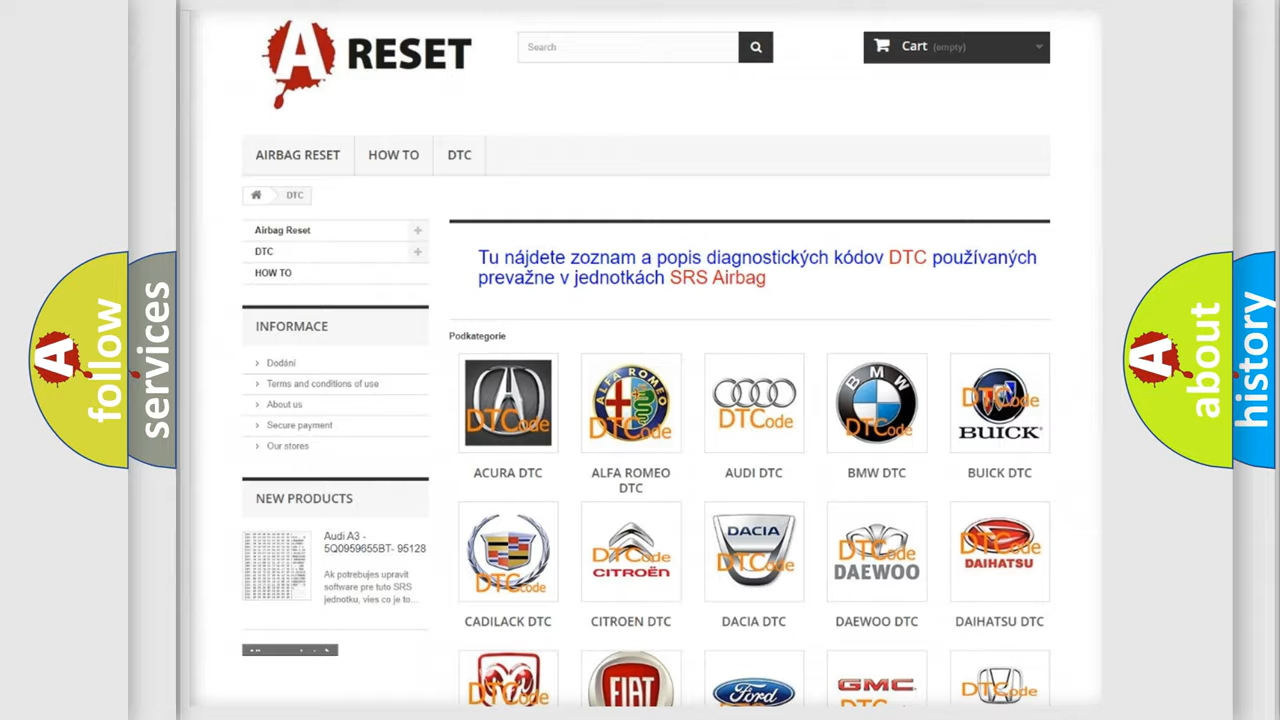 A RESET
Search
Cart (empty)
AIRBAG RESET
HOW TO
DTC
DTC
Airbag Reset
DTC
HOW TO
INFORMACE
Dodání
Terms and conditions of use
About us
Secure payment
Our stores
NEW PRODUCTS
Audi A3 -
5Q0959655BT- 95128
Ak potrebujes upravit
software pre tuto SRS
jednotku, vies co je to...
Tu nájdete zoznam a popis diagnostických kódov DTC používaných
prevažne v jednotkách SRS Airbag
Podkategorie
DTCode
ALFA ROMEO
DTCode
DTCode
BMW
DTCode
DTCode
BUICK
ACURA DTC
ALFA ROMEO
DTC
AUDI DTC
BMW DTC
BUICK DTC
DTCode
DTCode
CITROËN
DACIA
DTCode
DTCode
DAEWOO
DTCode
DAIHATSU
CADILACK DTC
CITROEN DTC
DACIA DTC
DAEWOO DTC
DAIHATSU DTC
DTCode
FIAT
Ford
GMC
DTCode
A follow
services
A about
history